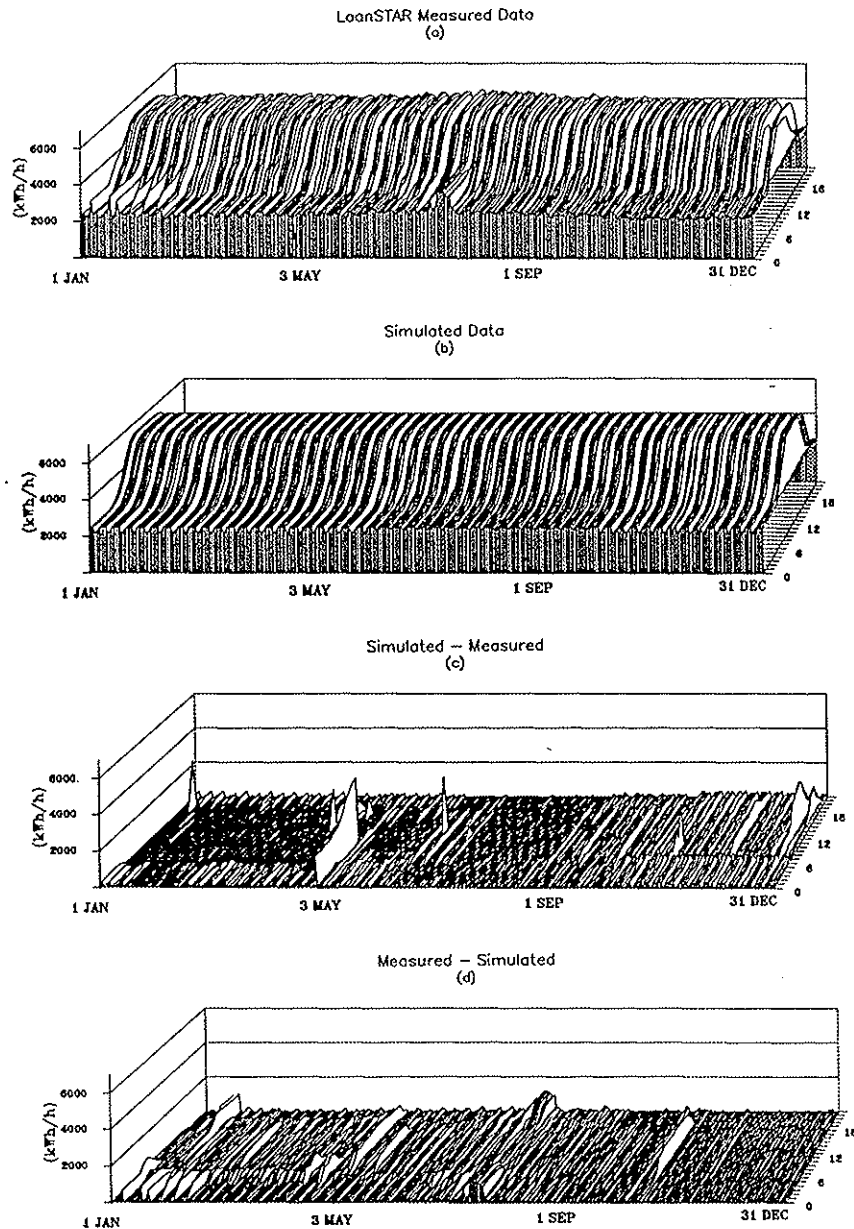 LoanSTAR Measured Data
(a)
6000
4000
2000
(kWh/h)
1 JAN
3 MAY
1 SEP
31 DEC
0
6
12
18
Simulated Data
(b)
6000
4000
2000
(kWh/h)
1 JAN
3 MAY
1 SEP
31 DEC
0
6
12
18
Simulated – Measured
(c)
6000.
4000
2000
(kWh/h)
1 JAN
3 MAY
1 SEP
31 DEC
0
6
12
18
Measured – Simulated
(d)
6000
4000
2000
(kWh/h)
1 JAN
3 MAY
1 SEP
31 DEC
0
6
12
18